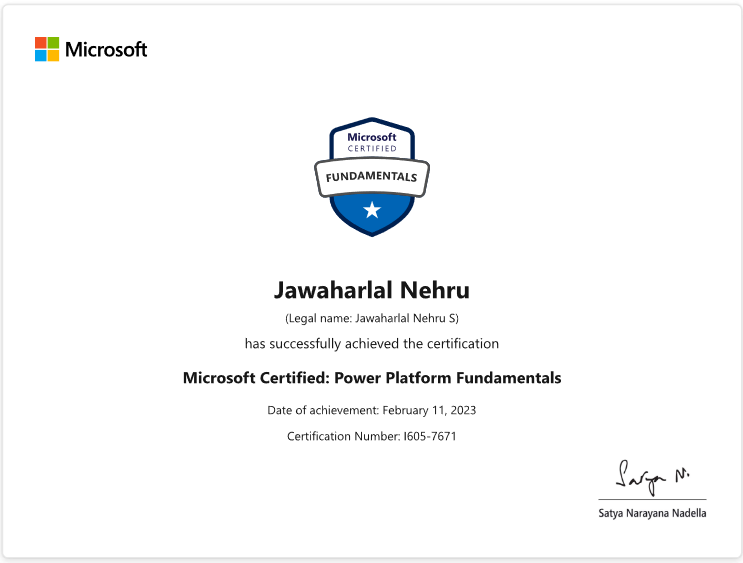 Microsoft
Microsoft
CERTIFIED
FUNDAMENTALS
Jawaharlal Nehru
(Legal name: Jawaharlal Nehru S)
has successfully achieved the certification
Microsoft Certified: Power Platform Fundamentals
Date of achievement: February 11, 2023
Certification Number: I605-7671
Satya N.
Satya Narayana Nadella